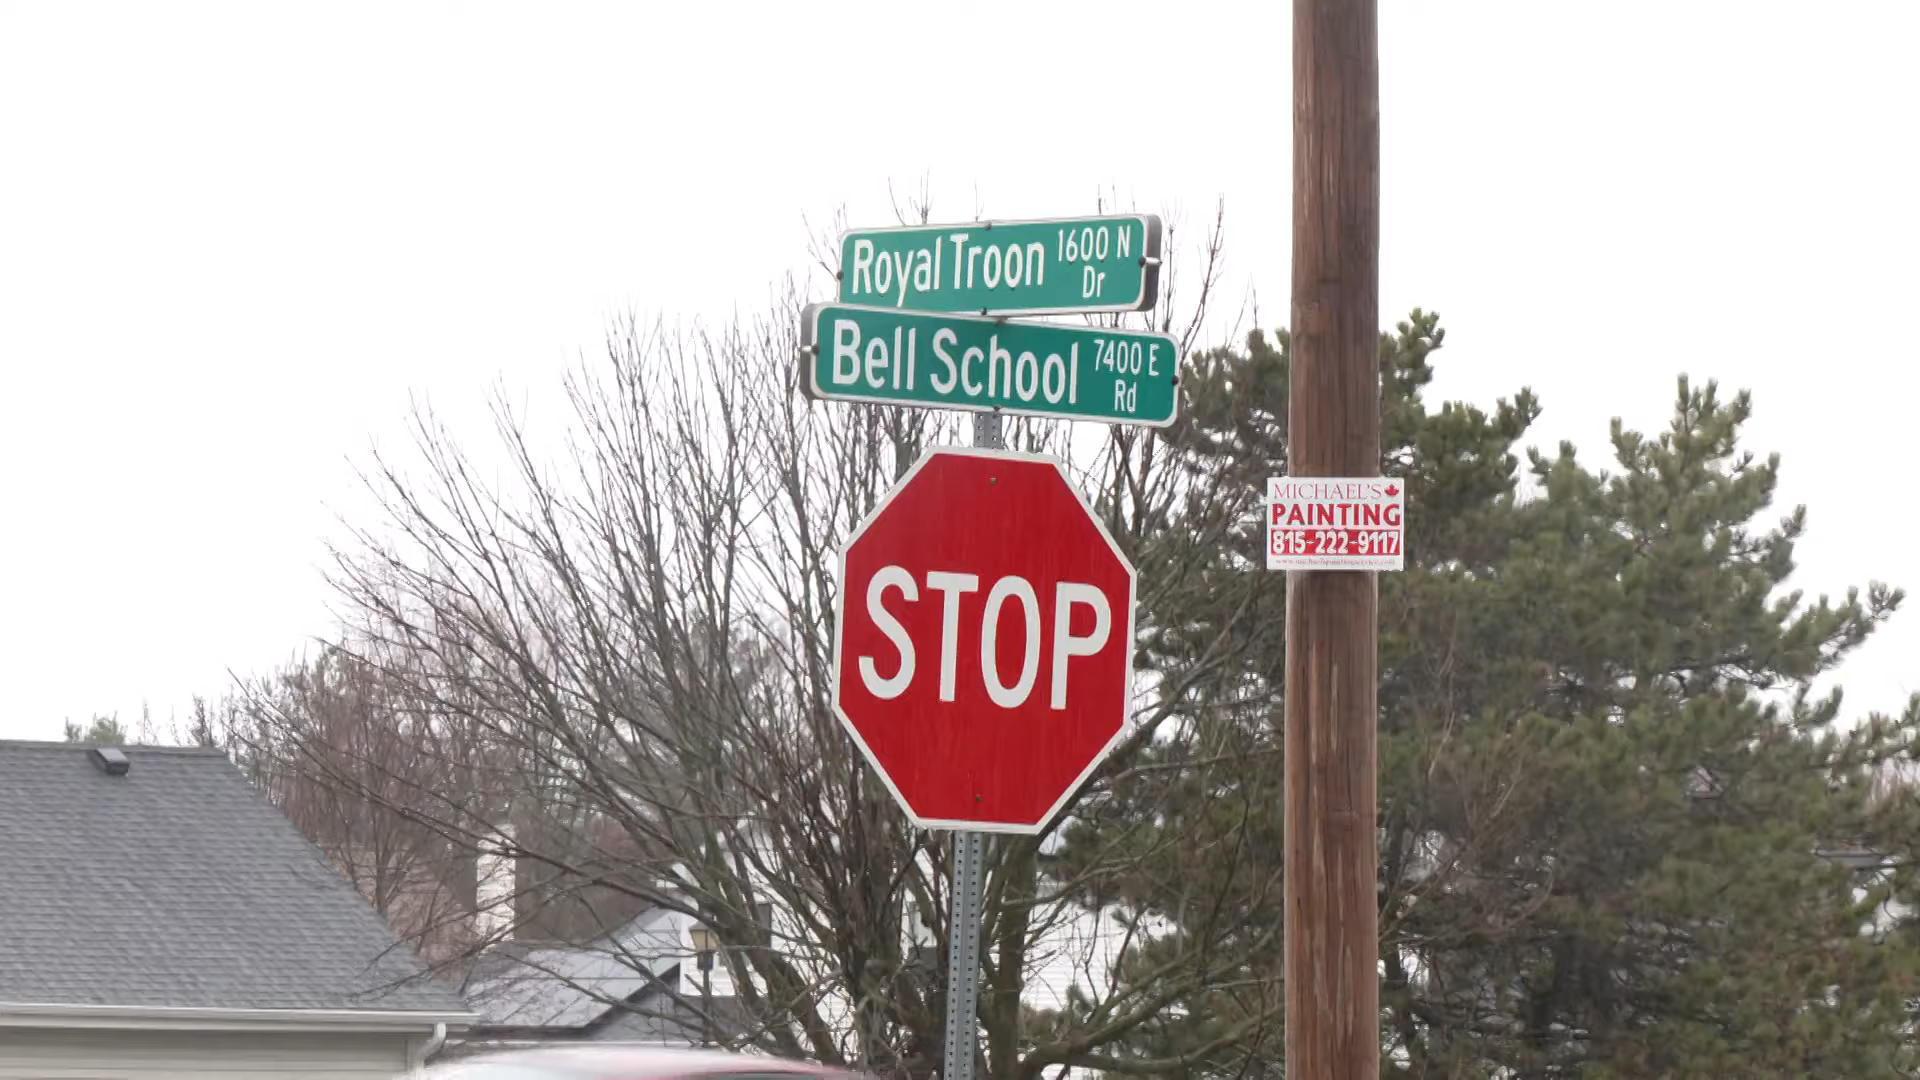 Royal Troon 1600 N
Dr
Bell School 7400 E
Rd
STOP
MICHAEL'S
PAINTING
815-222-9117